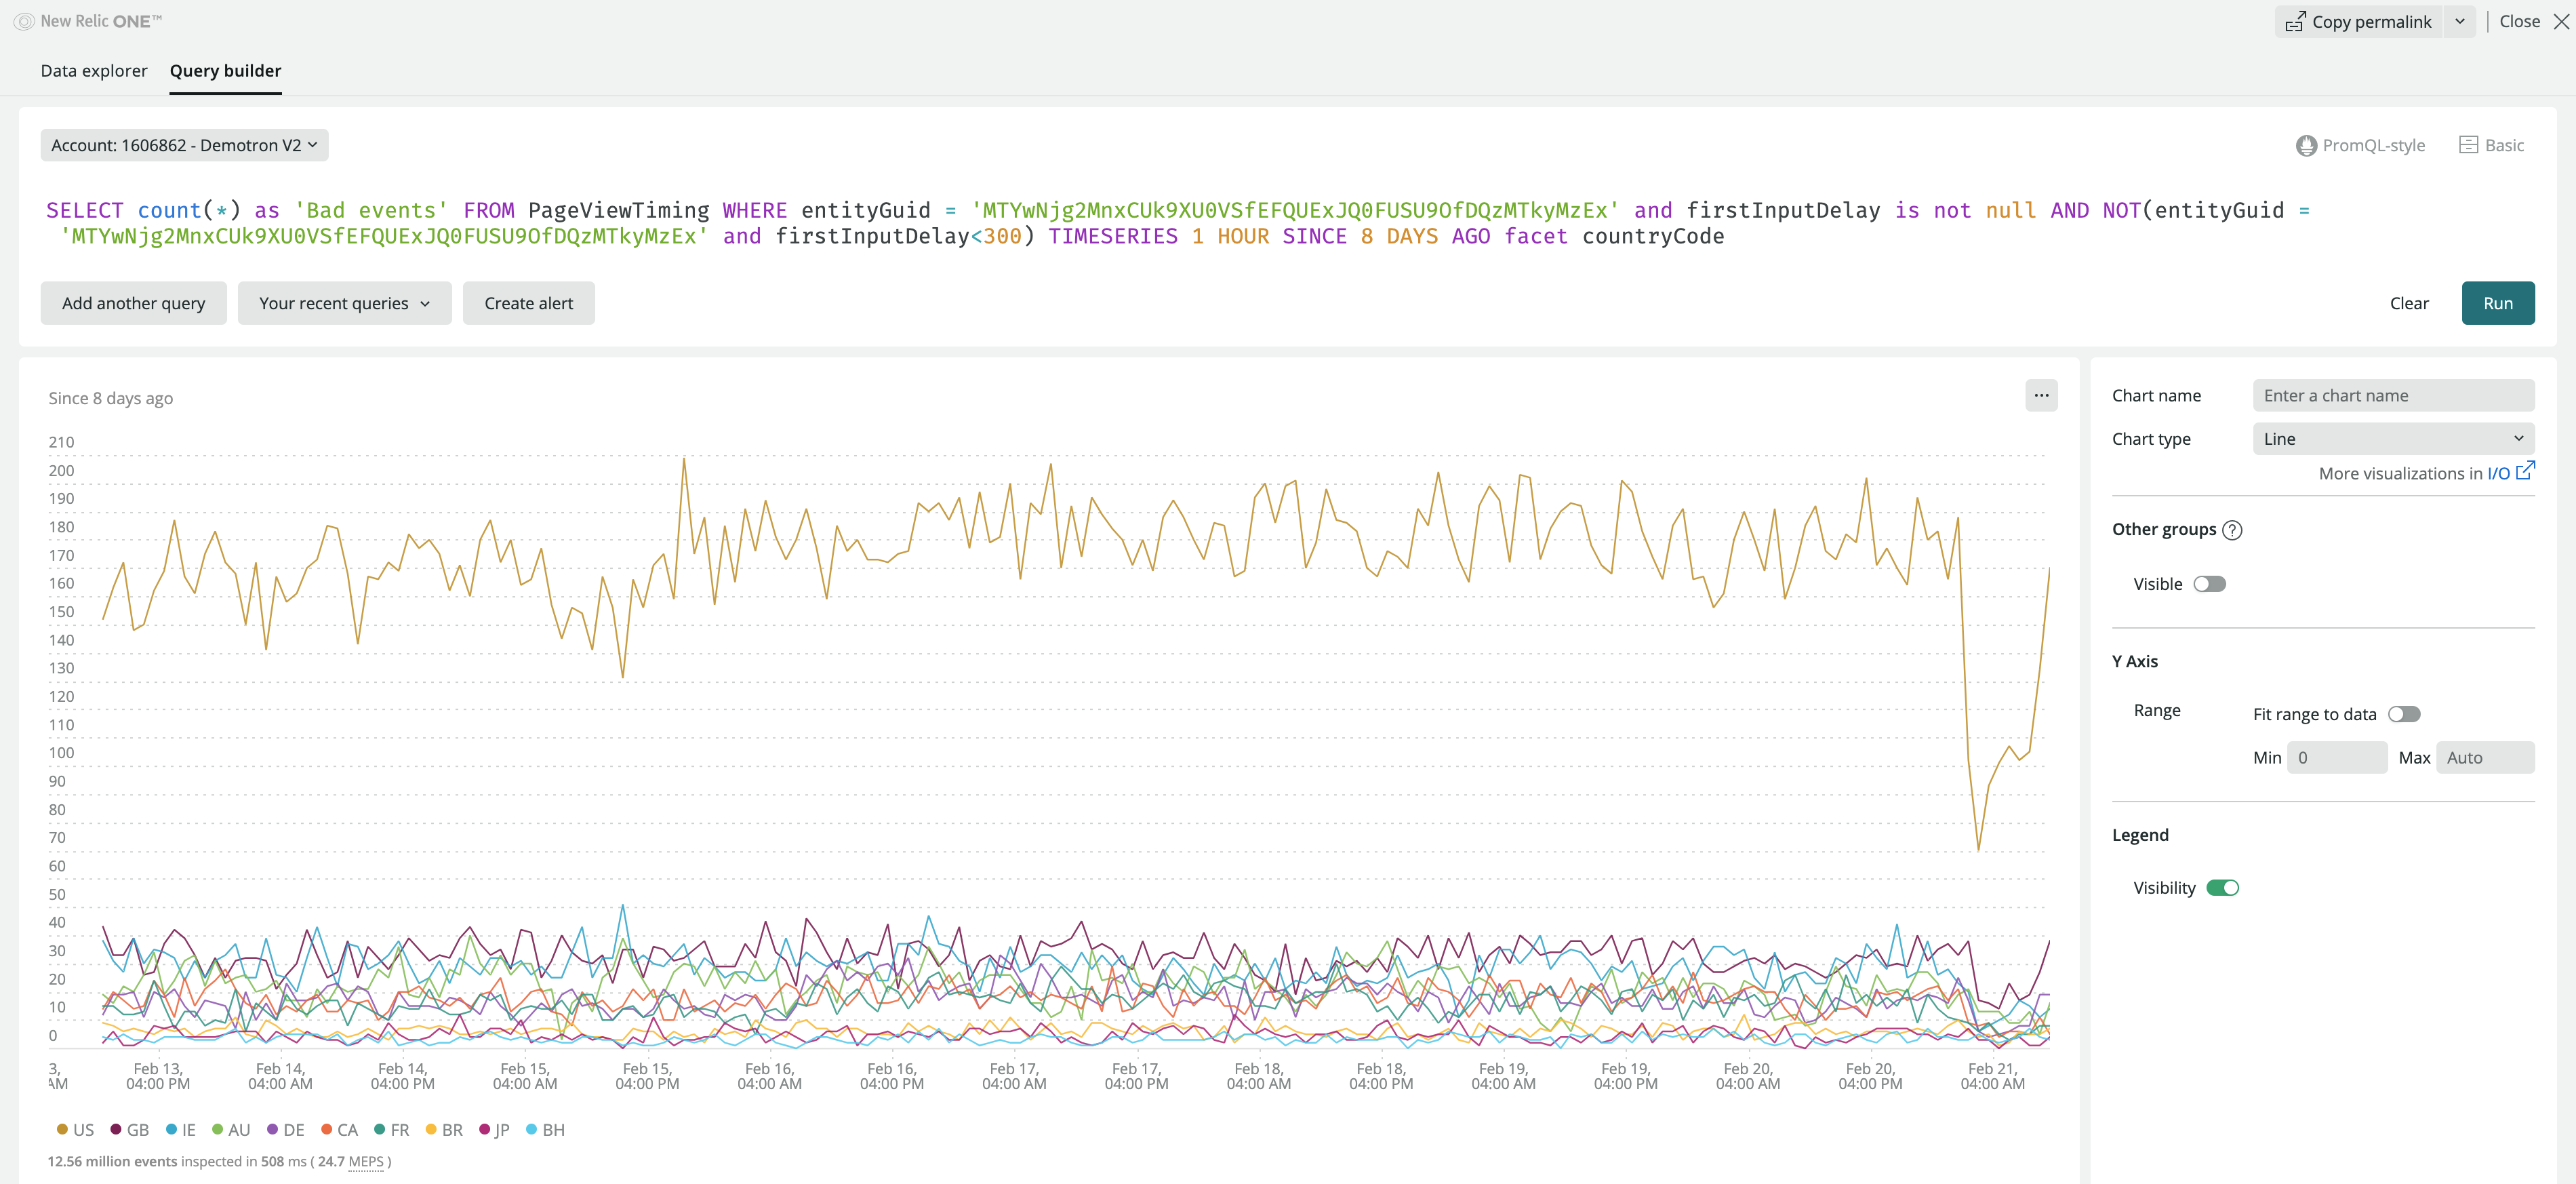 New Relic ONE™
Copy permalink
Close
Data explorer
Query builder
Account: 1606862 - Demotron V2
PromQL-style
Basic
SELECT count(*) as 'Bad events' FROM PageViewTiming WHERE entityGuid = 'MTYwNjg2MnxCUk9XU0VSfEFQUExJQ0FUSU9OfDQzMTkyMzEx' and firstInputDelay is not null AND NOT(entityGuid =
'MTYwNjg2MnxCUk9XU0VSfEFQUExJQ0FUSU9OfDQzMTkyMzEx' and firstInputDelay<300) TIMESERIES 1 HOUR SINCE 8 DAYS AGO facet countryCode
Add another query
Your recent queries
Create alert
Clear
Run
Since 8 days ago
...
210
200
190
180
170
160
150
140
130
120
110
100
90
80
70
60
50
40
30
20
10
0
3,
AM
Feb 13,
04:00 PM
Feb 14,
04:00 AM
Feb 14,
04:00 PM
Feb 15,
04:00 AM
Feb 15,
04:00 PM
Feb 16,
04:00 AM
Feb 16,
04:00 PM
Feb 17,
04:00 AM
Feb 17,
04:00 PM
Feb 18,
04:00 AM
Feb 18,
04:00 PM
Feb 19,
04:00 AM
Feb 19,
04:00 PM
Feb 20,
04:00 AM
Feb 20,
04:00 PM
Feb 21,
04:00 AM
US GB IE AU DE CA FR BR JP BH
12.56 million events inspected in 508 ms ( 24.7 MEPS )
Chart name
Enter a chart name
Chart type
Line
More visualizations in I/O
Other groups ?
Visible
Y Axis
Range
Fit range to data
Min 0 Max Auto
Legend
Visibility